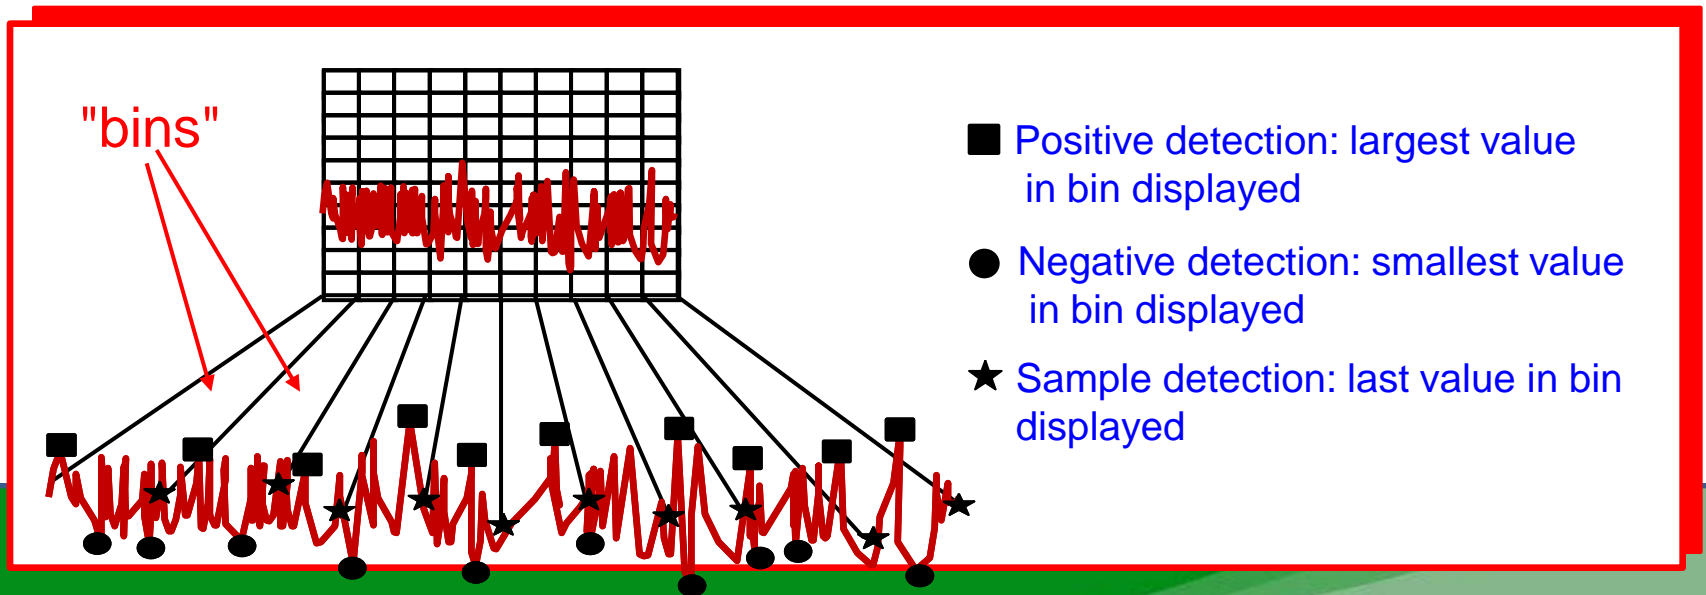 "bins"
Positive detection: largest value
in bin displayed
Negative detection: smallest value
in bin displayed
Sample detection: last value in bin
displayed